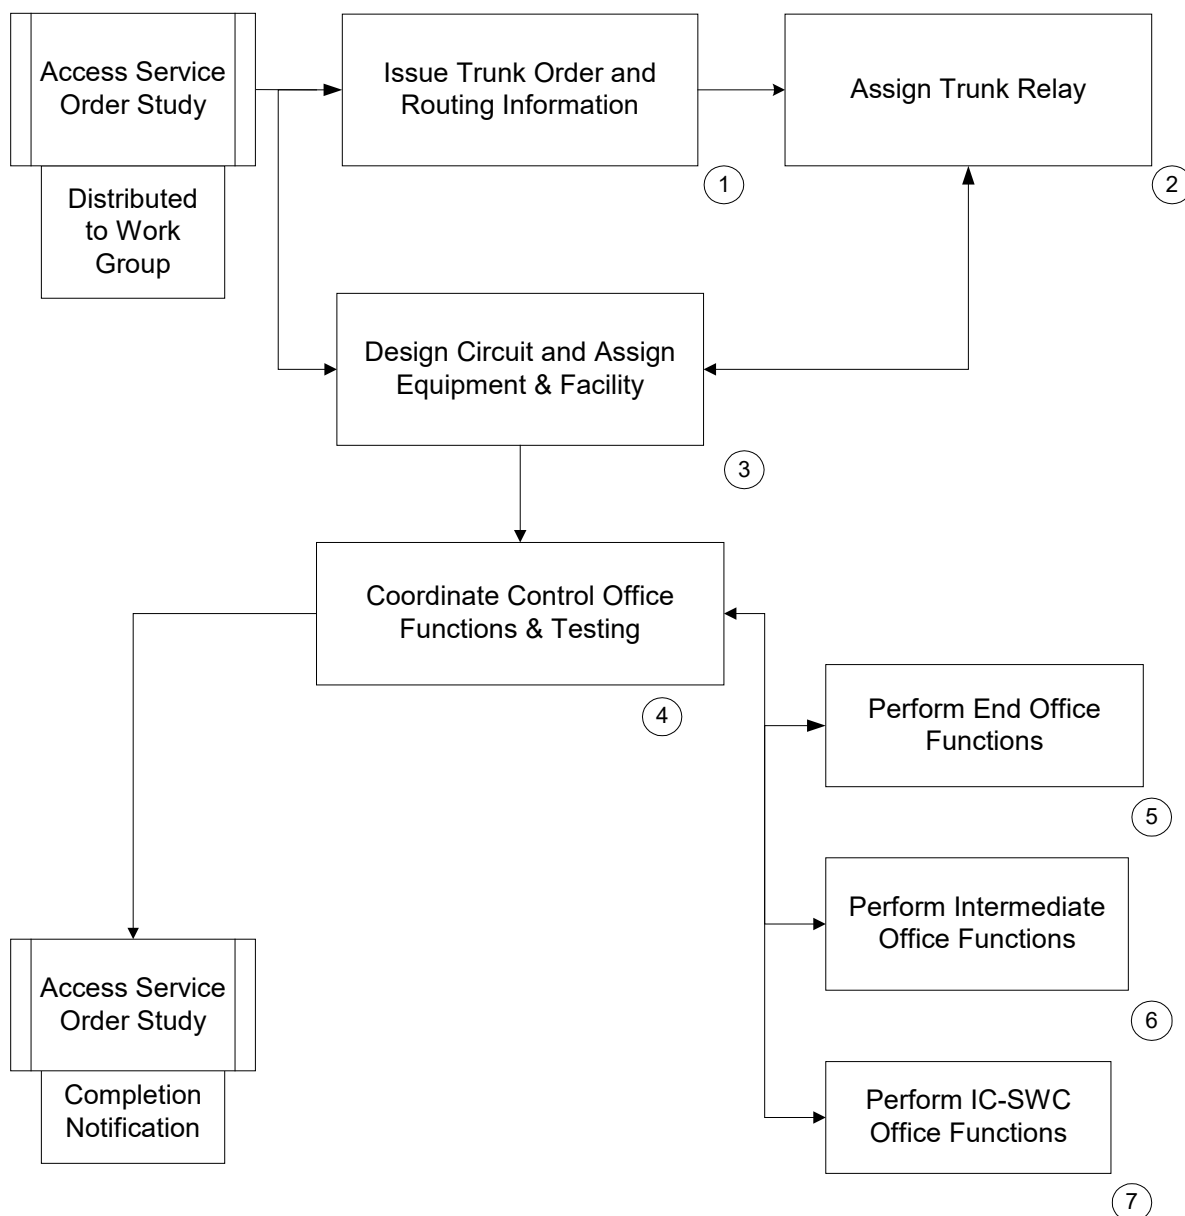 Access Service
Order Study
Distributed
to Work
Group
Issue Trunk Order and
Routing Information
1
Assign Trunk Relay
2
Design Circuit and Assign
Equipment & Facility
3
Coordinate Control Office
Functions & Testing
4
Perform End Office
Functions
5
Perform Intermediate
Office Functions
6
Perform IC-SWC
Office Functions
7
Access Service
Order Study
Completion
Notification